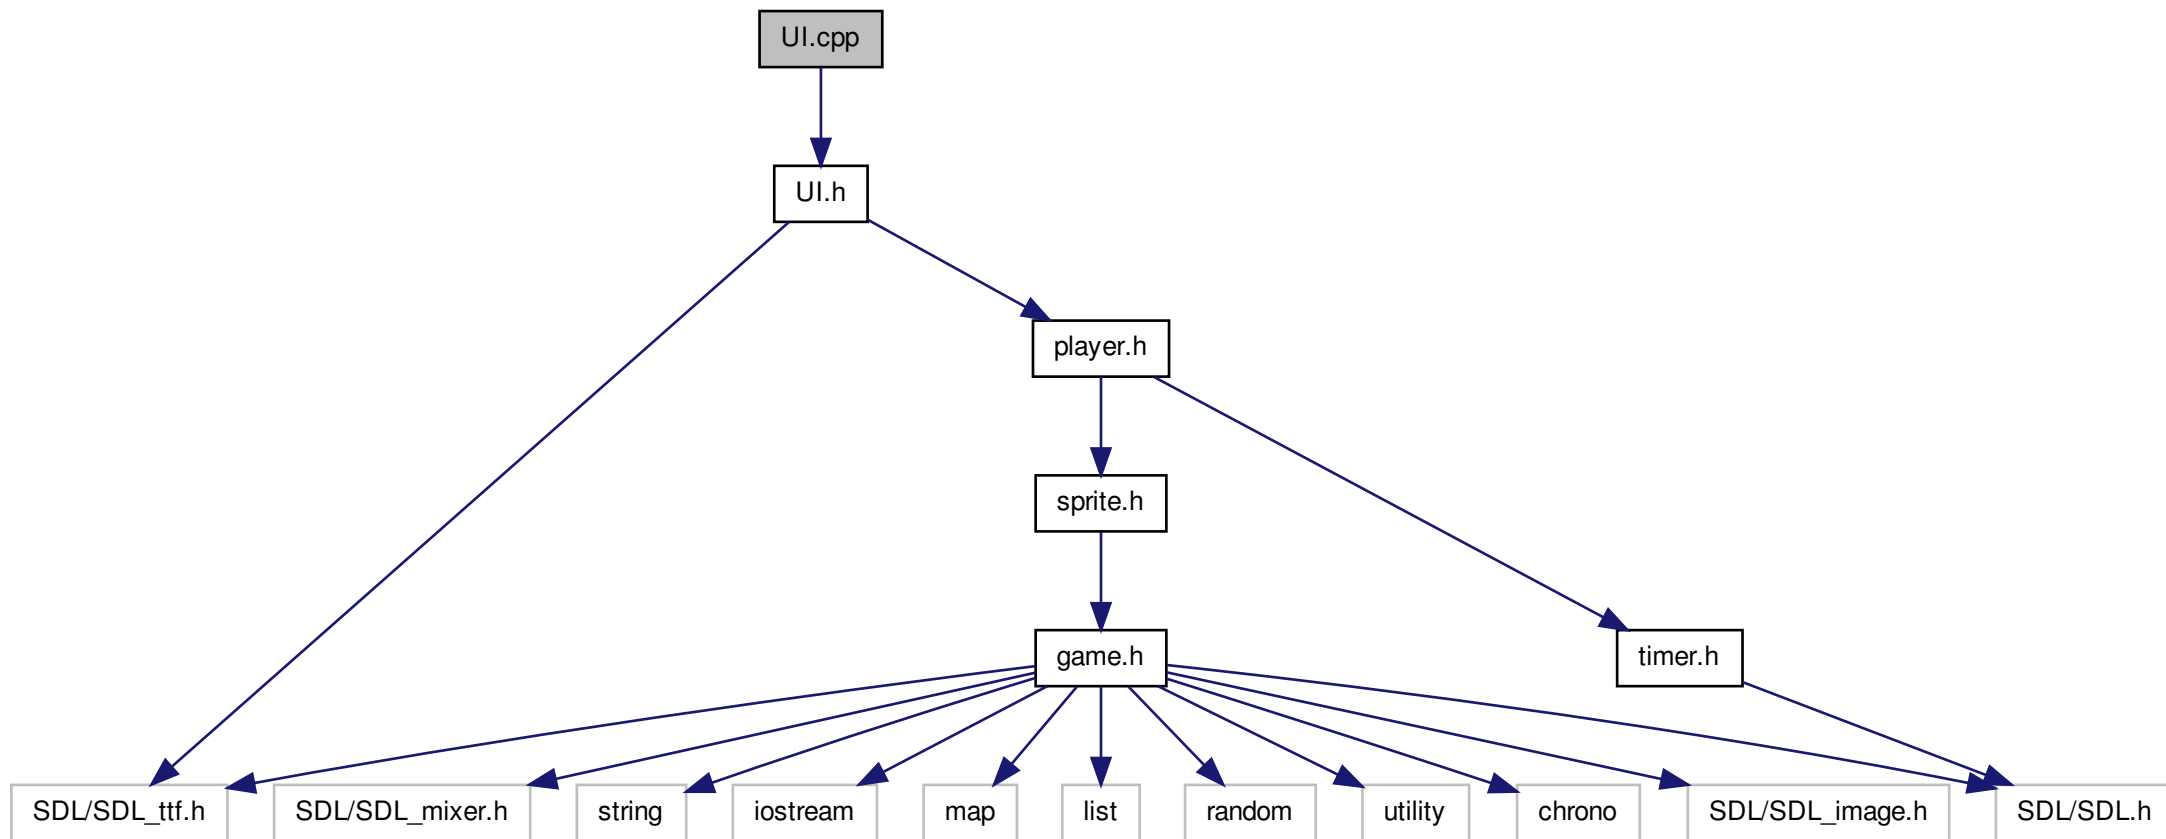 UI.cpp
UI.h
player.h
sprite.h
game.h
timer.h
SDL/SDL_ttf.h
SDL/SDL_mixer.h
string
iostream
map
list
random
utility
chrono
SDL/SDL_image.h
SDL/SDL.h